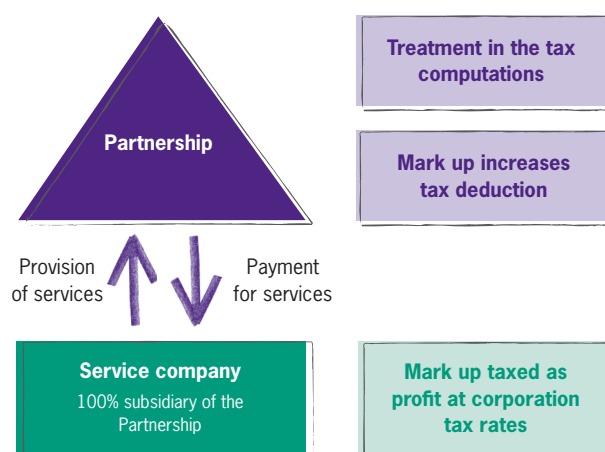 Treatment in the tax
computations
Partnership
Mark up increases
tax deduction
Provision
of services
Payment
for services
Service company
100% subsidiary of the
Partnership
Mark up taxed as
profit at corporation
tax rates